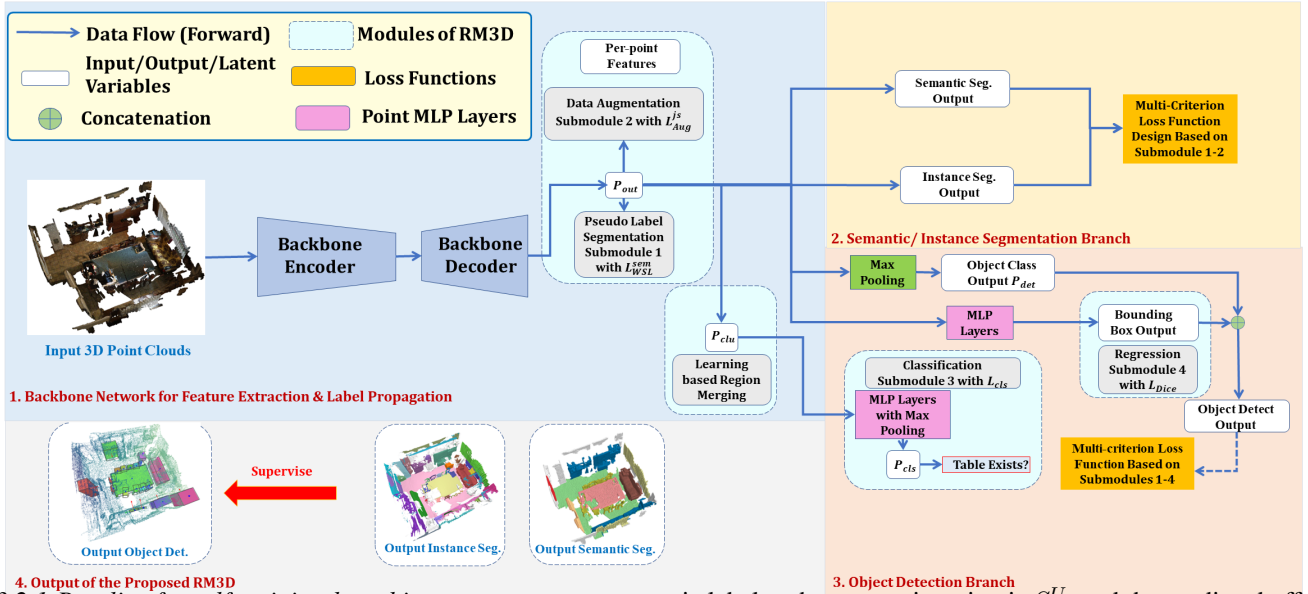 Data Flow (Forward)
Modules of RM3D
Input/Output/Latent
Variables
Loss Functions
Concatenation
Point MLP Layers
Per-point
Features
Data Augmentation
Submodule 2 with L_{Aug}^{js}
P_{out}
Pseudo Label
Segmentation
Submodule 1
with L_{WSL}^{sem}
Backbone
Encoder
Backbone
Decoder
Input 3D Point Clouds
P_{clu}
Learning
based Region
Merging
1. Backbone Network for Feature Extraction & Label Propagation
Semantic Seg.
Output
Instance Seg.
Output
Multi-Criterion
Loss Function
Design Based on
Submodule 1-2
2. Semantic/ Instance Segmentation Branch
Max
Pooling
Object Class
Output P_{det}
MLP
Layers
Bounding
Box Output
Regression
Submodule 4
with L_{Dice}
Classification
Submodule 3 with L_{cls}
MLP Layers
with Max
Pooling
P_{cls}
Table Exists?
Object Detect
Output
Multi-criterion Loss
Function Based on
Submodules 1-4
3. Object Detection Branch
Supervise
Output Object Det.
Output Instance Seg.
Output Semantic Seg.
4. Output of the Proposed RM3D